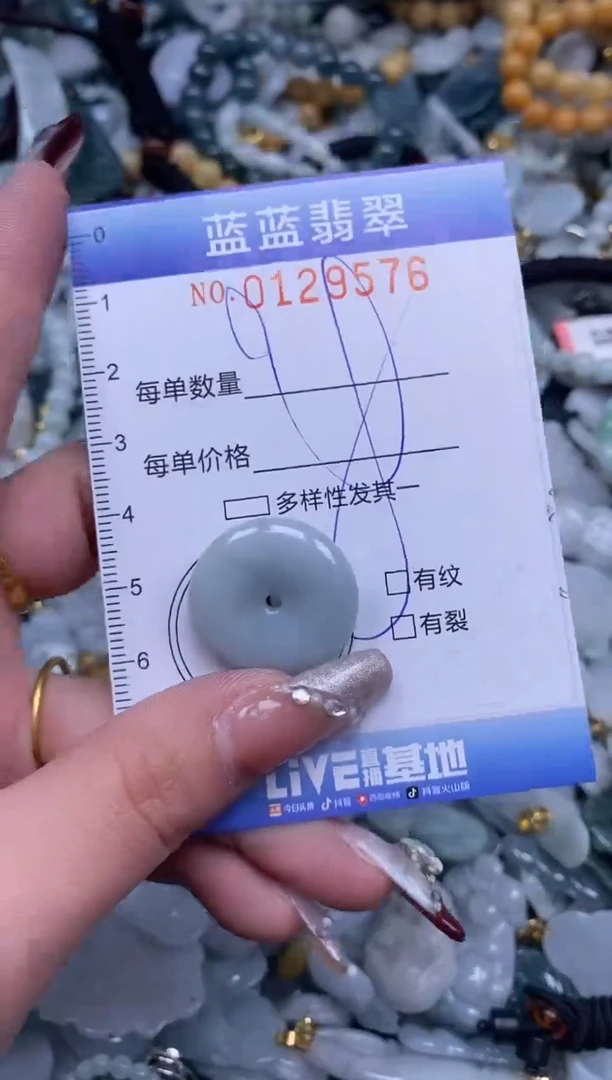 蓝蓝翡翠
NO.0129576
0
1
2
每单数量
3
每单价格
4
多样性发其一
5
有纹
有裂
6
LiVE直播基地
今日头条 抖音 西瓜视频 抖音火山版